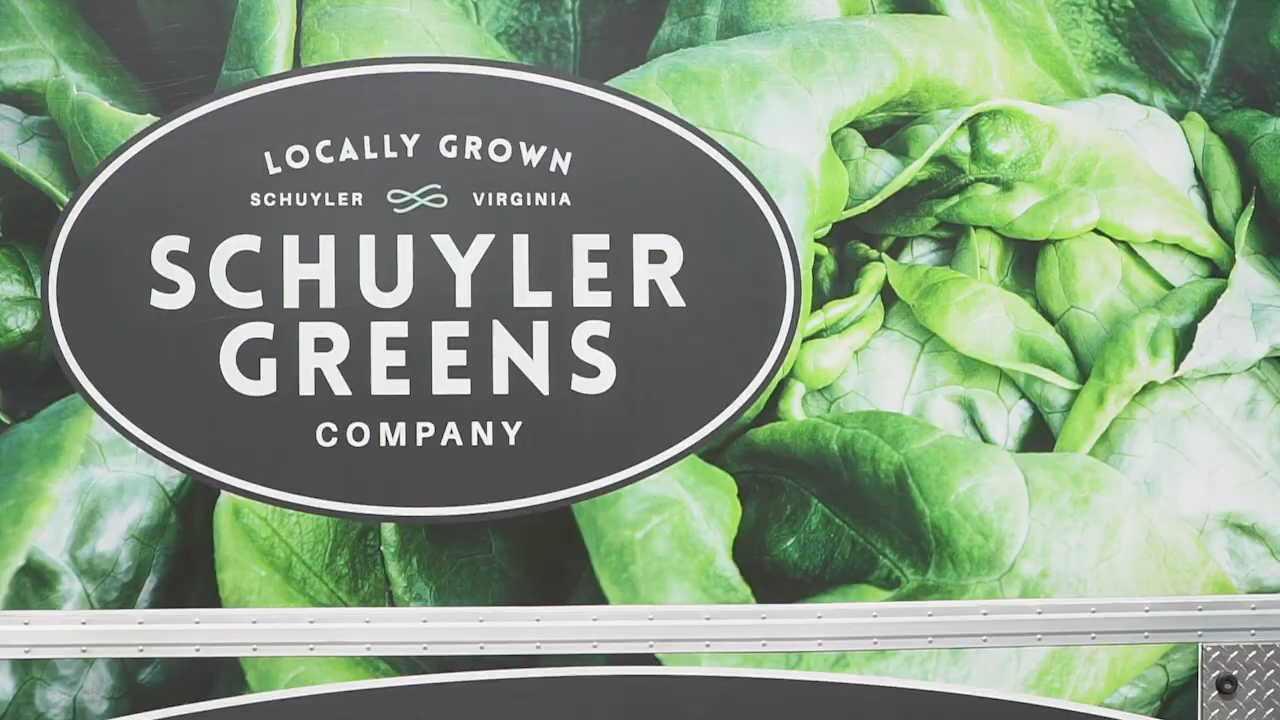 LOCALLY GROWN
SCHUYLER VIRGINIA
SCHUYLER
GREENS
COMPANY